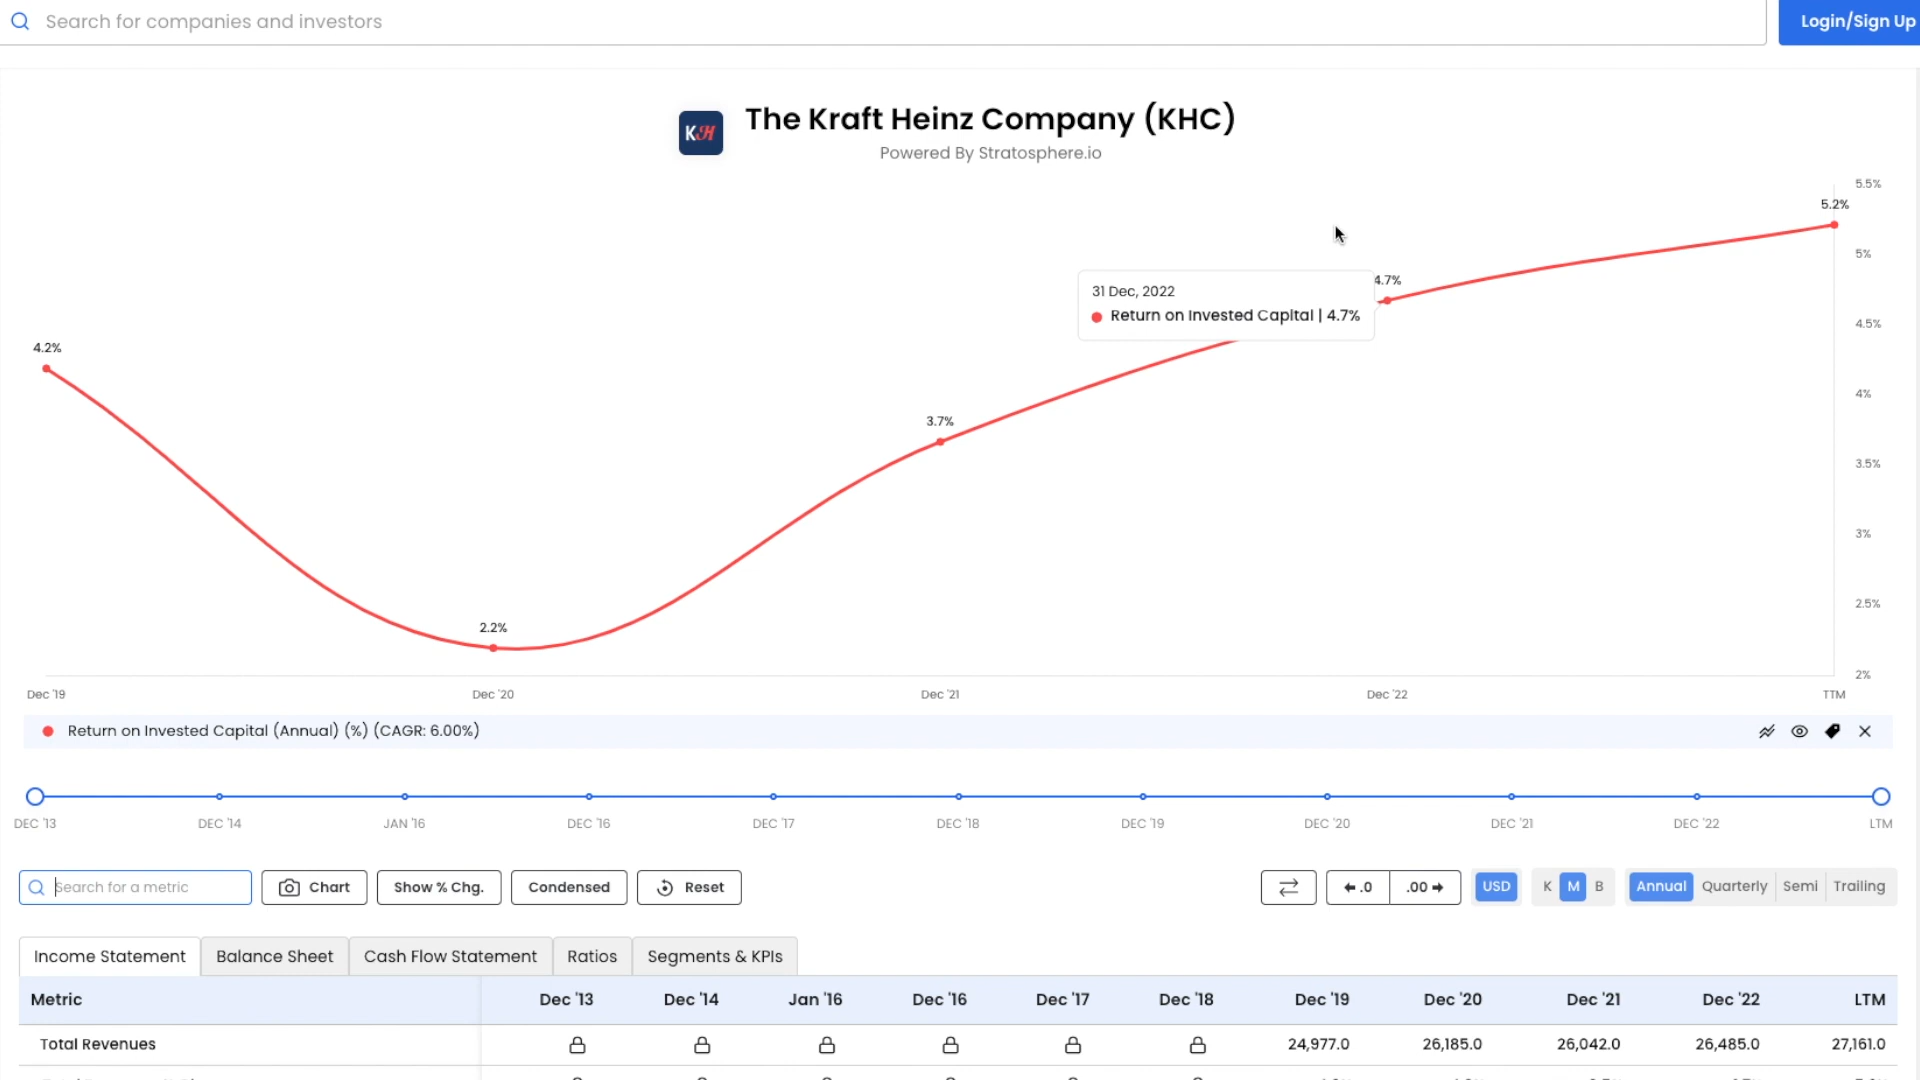 Search for companies and investors
Login/Sign Up
KH
The Kraft Heinz Company (KHC)
Powered By Stratosphere.io
5.5%
5.2%
5%
31 Dec, 2022
Return on Invested Capital | 4.7%
4.7%
4.5%
4.2%
4%
3.7%
3.5%
3%
2.2%
2.5%
2%
Dec '19 Dec '20 Dec '21 Dec '22 TTM
Return on Invested Capital (Annual) (%) (CAGR: 6.00%)
DEC '13 DEC '14 JAN '16 DEC '16 DEC '17 DEC '18 DEC '19 DEC '20 DEC '21 DEC '22 LTM
Search for a metric Chart Show % Chg. Condensed Reset .0 .00 USD K M B Annual Quarterly Semi Trailing
Income Statement Balance Sheet Cash Flow Statement Ratios Segments & KPIs
Metric Dec '13 Dec '14 Jan '16 Dec '16 Dec '17 Dec '18 Dec '19 Dec '20 Dec '21 Dec '22 LTM
Total Revenues 24,977.0 26,185.0 26,042.0 26,485.0 27,161.0